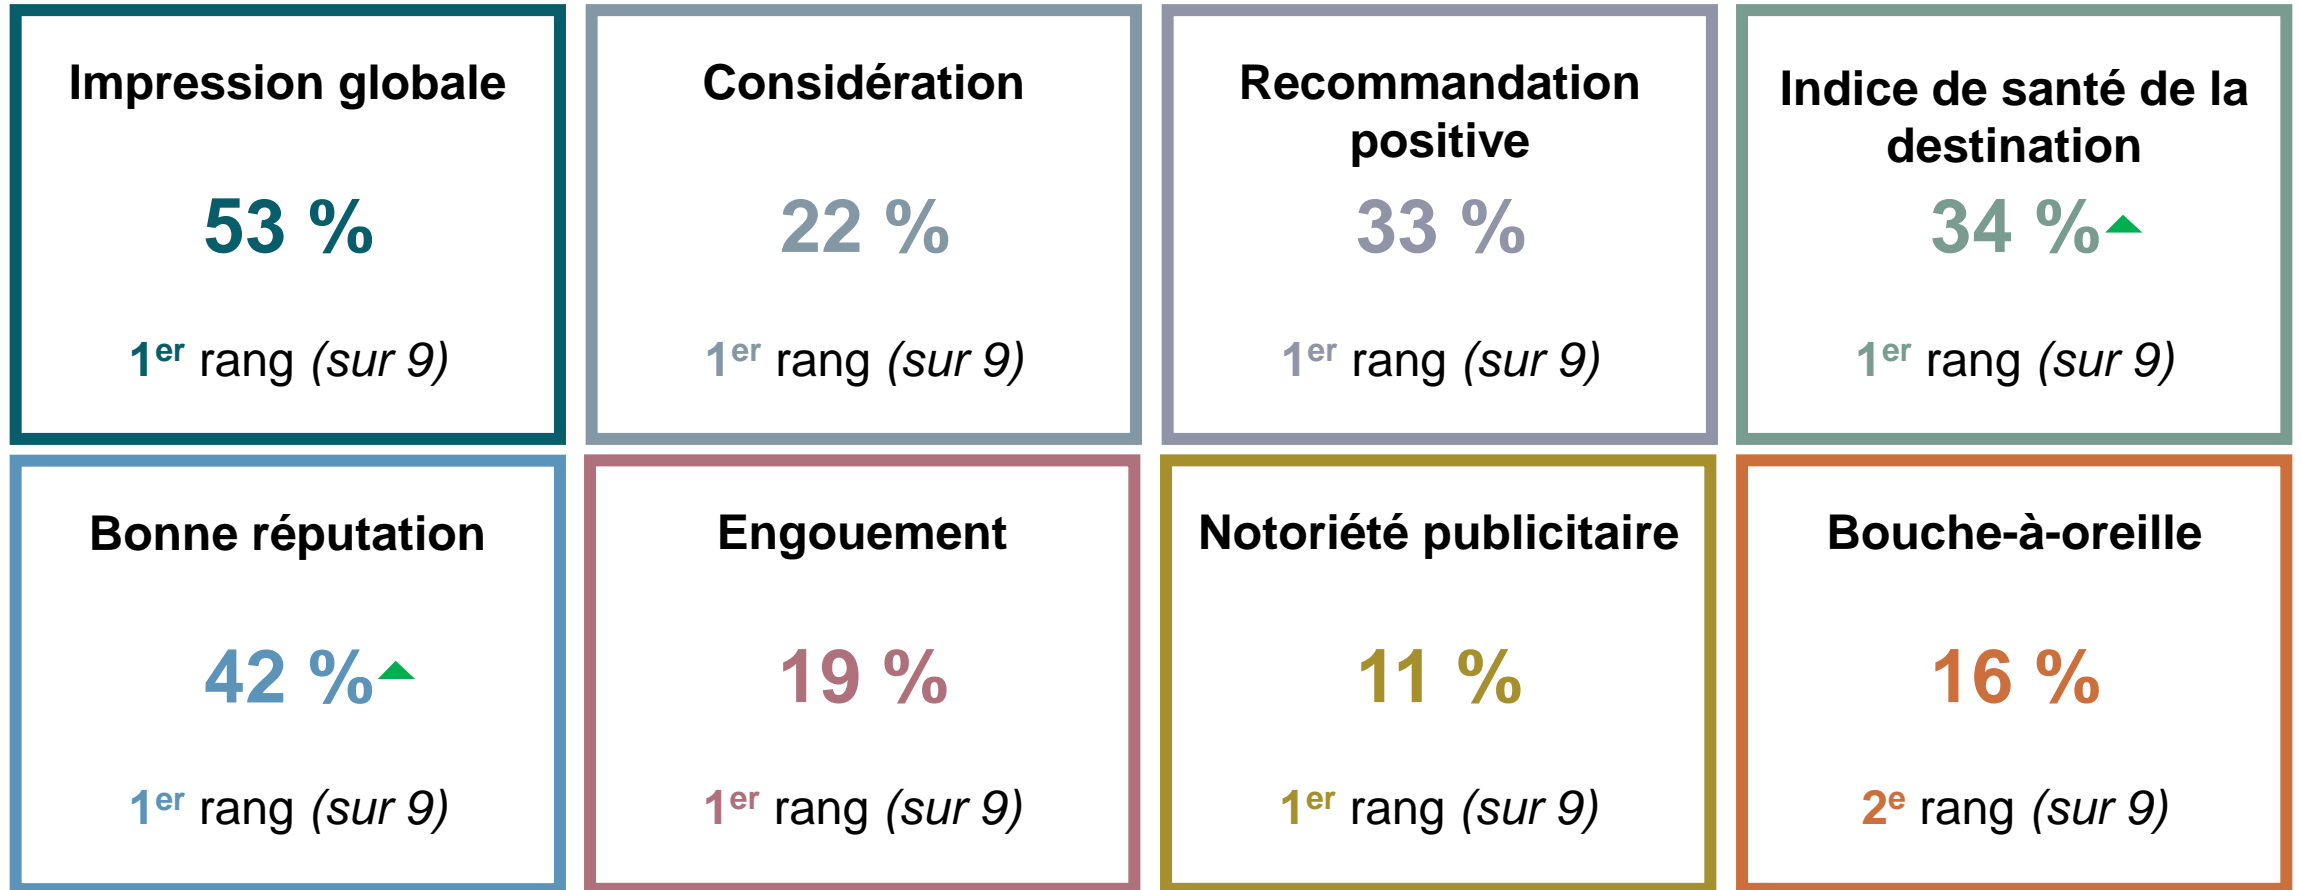 Impression globale
53 %
1er rang (sur 9)
Considération
22 %
1er rang (sur 9)
Recommandation
positive
33 %
1er rang (sur 9)
Indice de santé de la
destination
34 %
1er rang (sur 9)
Bonne réputation
42 %
1er rang (sur 9)
Engouement
19 %
1er rang (sur 9)
Notoriété publicitaire
11 %
1er rang (sur 9)
Bouche-à-oreille
16 %
2e rang (sur 9)